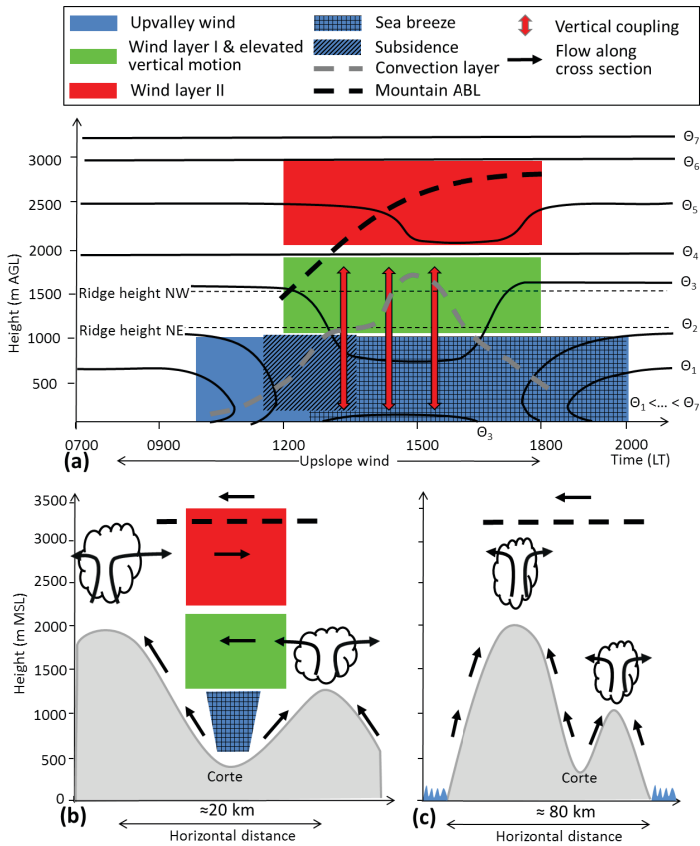 Upvalley wind
Wind layer I & elevated
vertical motion
Wind layer II
Sea breeze
Subsidence
Convection layer
Mountain ABL
Vertical coupling
Flow along
cross section
Height (m AGL)
3000
2500
2000
1500
1000
500
Ridge height NW
Ridge height NE
Θ7
Θ6
Θ5
Θ4
Θ3
Θ2
Θ1
Θ1 <... < Θ7
Θ3
0700
0900
1200
1500
1800
2000
(a)
Upslope wind
Time (LT)
Height (m MSL)
3500
3000
2500
2000
1500
1000
500
0
Corte
(b)
≈20 km
Horizontal distance
Corte
(c)
≈ 80 km
Horizontal distance